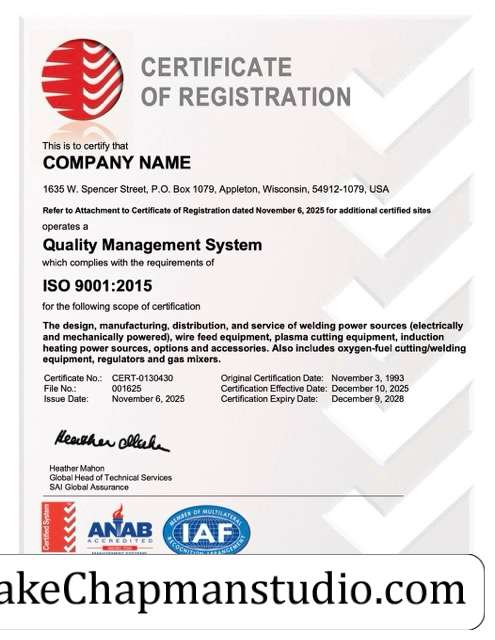 CERTIFICATE
OF REGISTRATION
This is to certify that
COMPANY NAME
1635 W. Spencer Street, P.O. Box 1079, Appleton, Wisconsin, 54912-1079, USA
Refer to Attachment to Certificate of Registration dated November 6, 2025 for additional certified sites
operates a
Quality Management System
which complies with the requirements of
ISO 9001:2015
for the following scope of certification
The design, manufacturing, distribution, and service of welding power sources (electrically
and mechanically powered), wire feed equipment, plasma cutting equipment, induction
heating power sources, options and accessories. Also includes oxygen-fuel cutting/welding
equipment, regulators and gas mixers.
Certificate No.: CERT-0130430 Original Certification Date: November 3, 1993
File No.: 001625 Certification Effective Date: December 10, 2025
Issue Date: November 6, 2025 Certification Expiry Date: December 9, 2028
Heather Mahon
Heather Mahon
Global Head of Technical Services
SAI Global Assurance
Certified System
ANAB
ACCREDITED
MEMBER OF MULTILATERAL
IAF
RECOGNITION ARRANGEMENT
akeChapmanstudio.com